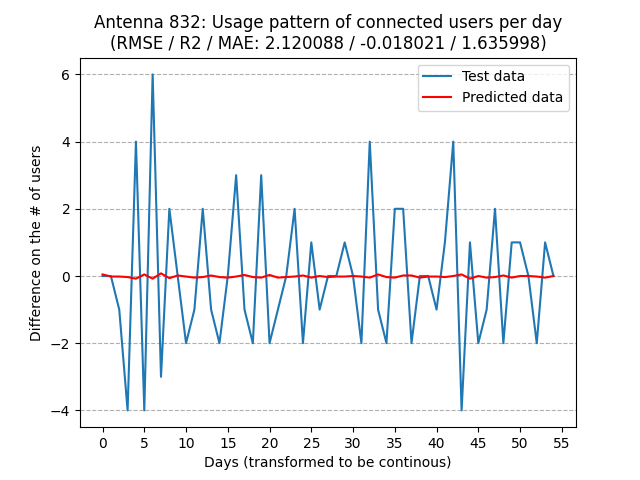 Antenna 832: Usage pattern of connected users per day
(RMSE / R2 / MAE: 2.120088 / -0.018021 / 1.635998)
Test data
Predicted data
Difference on the # of users
6
4
2
0
−2
−4
0 5 10 15 20 25 30 35 40 45 50 55
Days (transformed to be continous)